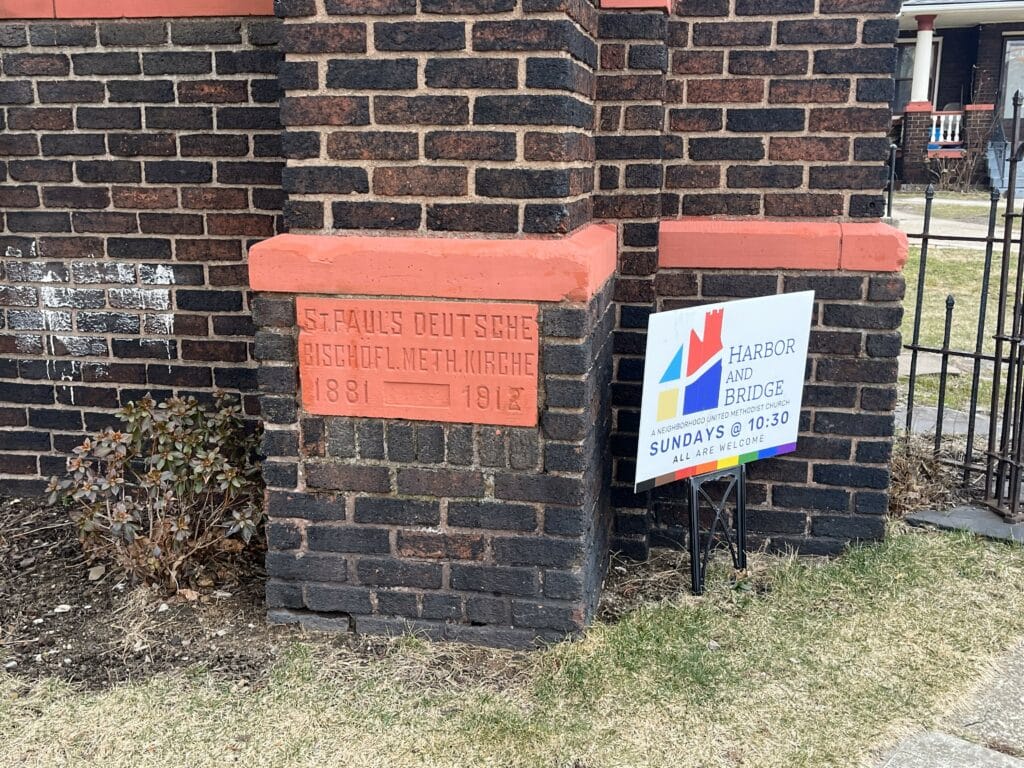 ST. PAUL'S DEUTSCHE
BISCHÖFL. METH. KIRCHE
1881 1912
HARBOR
AND
BRIDGE
A NEIGHBORHOOD UNITED METHODIST CHURCH
SUNDAYS @ 10:30
ALL ARE WELCOME